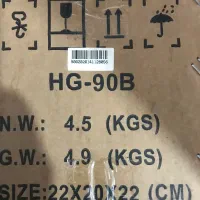 HG-90B
N.W.: 4.5 (KGS)
G.W.: 4.9 (KGS)
SIZE:22X20X22 (CM)